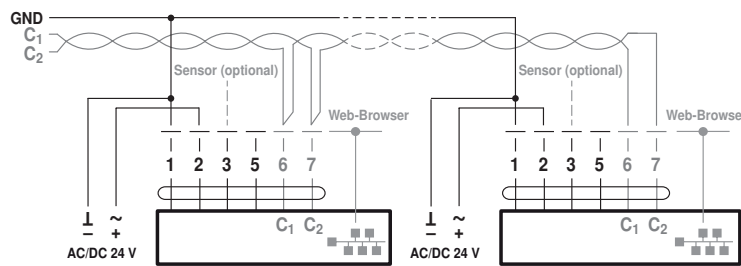 GND
C1
C2
Sensor (optional) Sensor (optional)
Web-Browser Web-Browse
1 2 3 5 6 7 1 2 3 5 6 7
C1 C2 C1 C2
⊥ ~ ⊥ ~
– + – +
AC/DC 24 V AC/DC 24 V